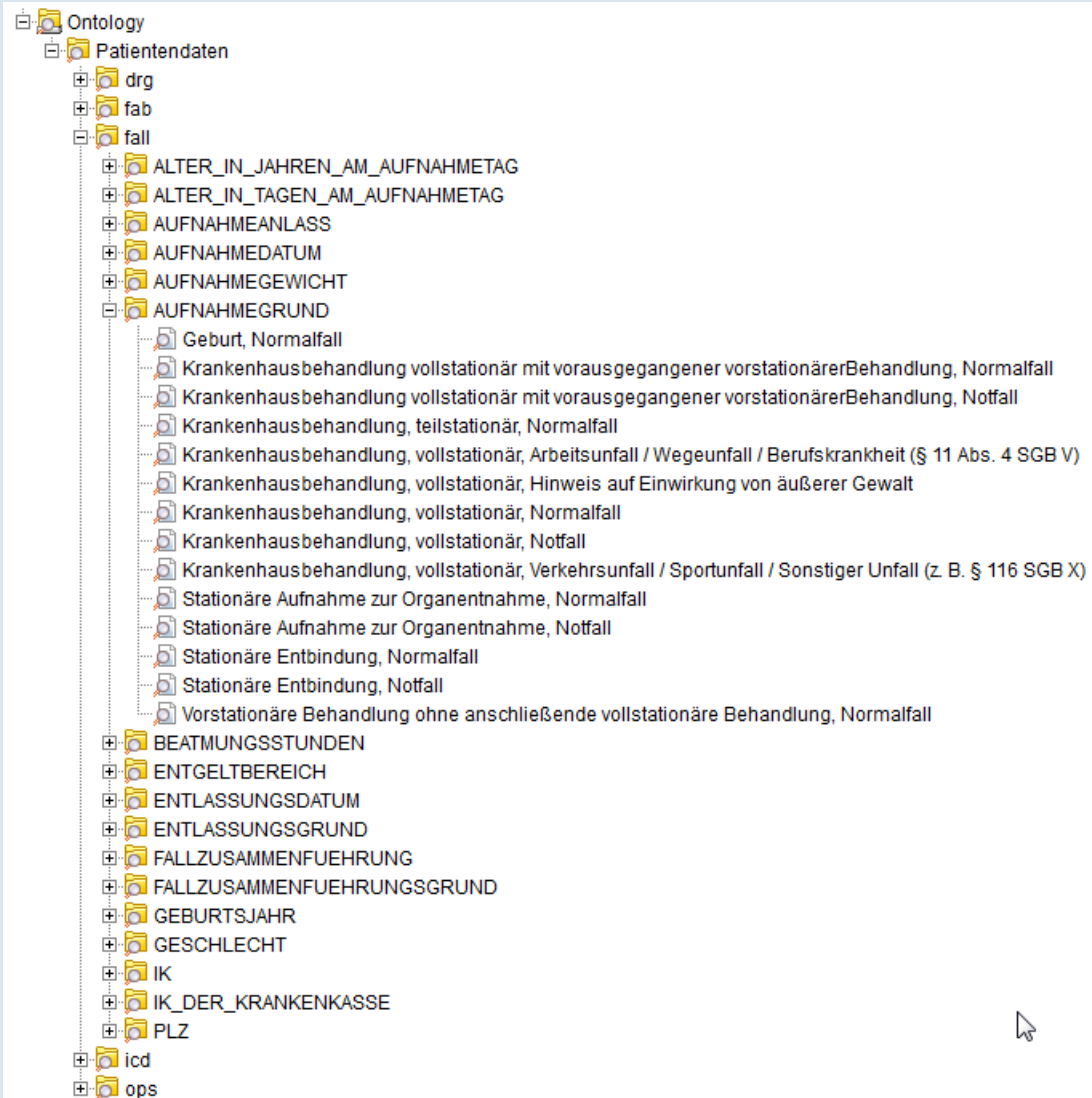 Ontology
Patientendaten
drg
fab
fall
ALTER_IN_JAHREN_AM_AUFNAHMETAG
ALTER_IN_TAGEN_AM_AUFNAHMETAG
AUFNAHMEANLASS
AUFNAHMEDATUM
AUFNAHMEGEWICHT
AUFNAHMEGRUND
Geburt, Normalfall
Krankenhausbehandlung vollstationär mit vorausgegangener vorstationärerBehandlung, Normalfall
Krankenhausbehandlung vollstationär mit vorausgegangener vorstationärerBehandlung, Notfall
Krankenhausbehandlung, teilstationär, Normalfall
Krankenhausbehandlung, vollstationär, Arbeitsunfall / Wegeunfall / Berufskrankheit (§ 11 Abs. 4 SGB V)
Krankenhausbehandlung, vollstationär, Hinweis auf Einwirkung von äußerer Gewalt
Krankenhausbehandlung, vollstationär, Normalfall
Krankenhausbehandlung, vollstationär, Notfall
Krankenhausbehandlung, vollstationär, Verkehrsunfall / Sportunfall / Sonstiger Unfall (z. B. § 116 SGB X)
Stationäre Aufnahme zur Organentnahme, Normalfall
Stationäre Aufnahme zur Organentnahme, Notfall
Stationäre Entbindung, Normalfall
Stationäre Entbindung, Notfall
Vorstationäre Behandlung ohne anschließende vollstationäre Behandlung, Normalfall
BEATMUNGSSTUNDEN
ENTGELTBEREICH
ENTLASSUNGSDATUM
ENTLASSUNGSGRUND
FALLZUSAMMENFUEHRUNG
FALLZUSAMMENFUEHRUNGSGRUND
GEBURTSJAHR
GESCHLECHT
IK
IK_DER_KRANKENKASSE
PLZ
icd
ops